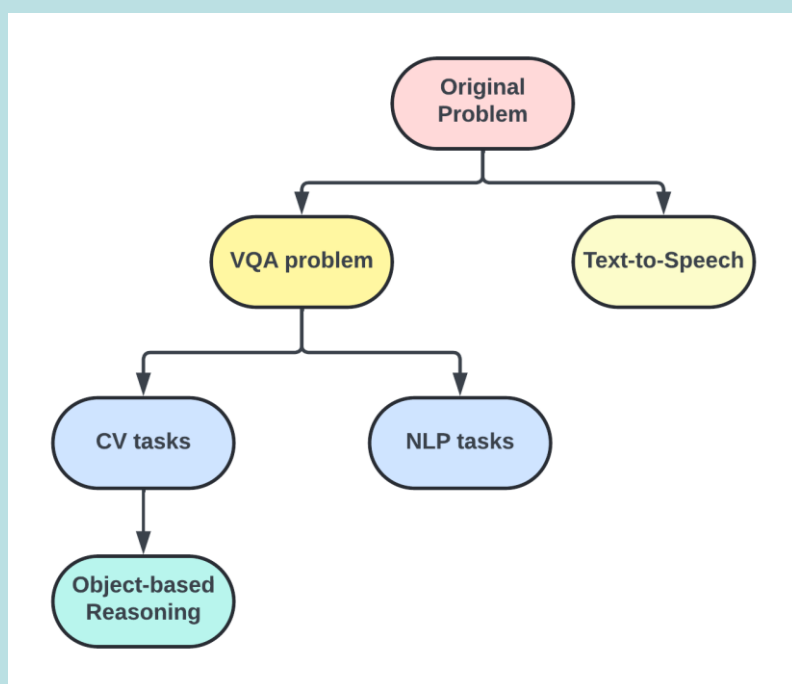 Original
Problem
VQA problem
Text-to-Speech
CV tasks
NLP tasks
Object-based
Reasoning